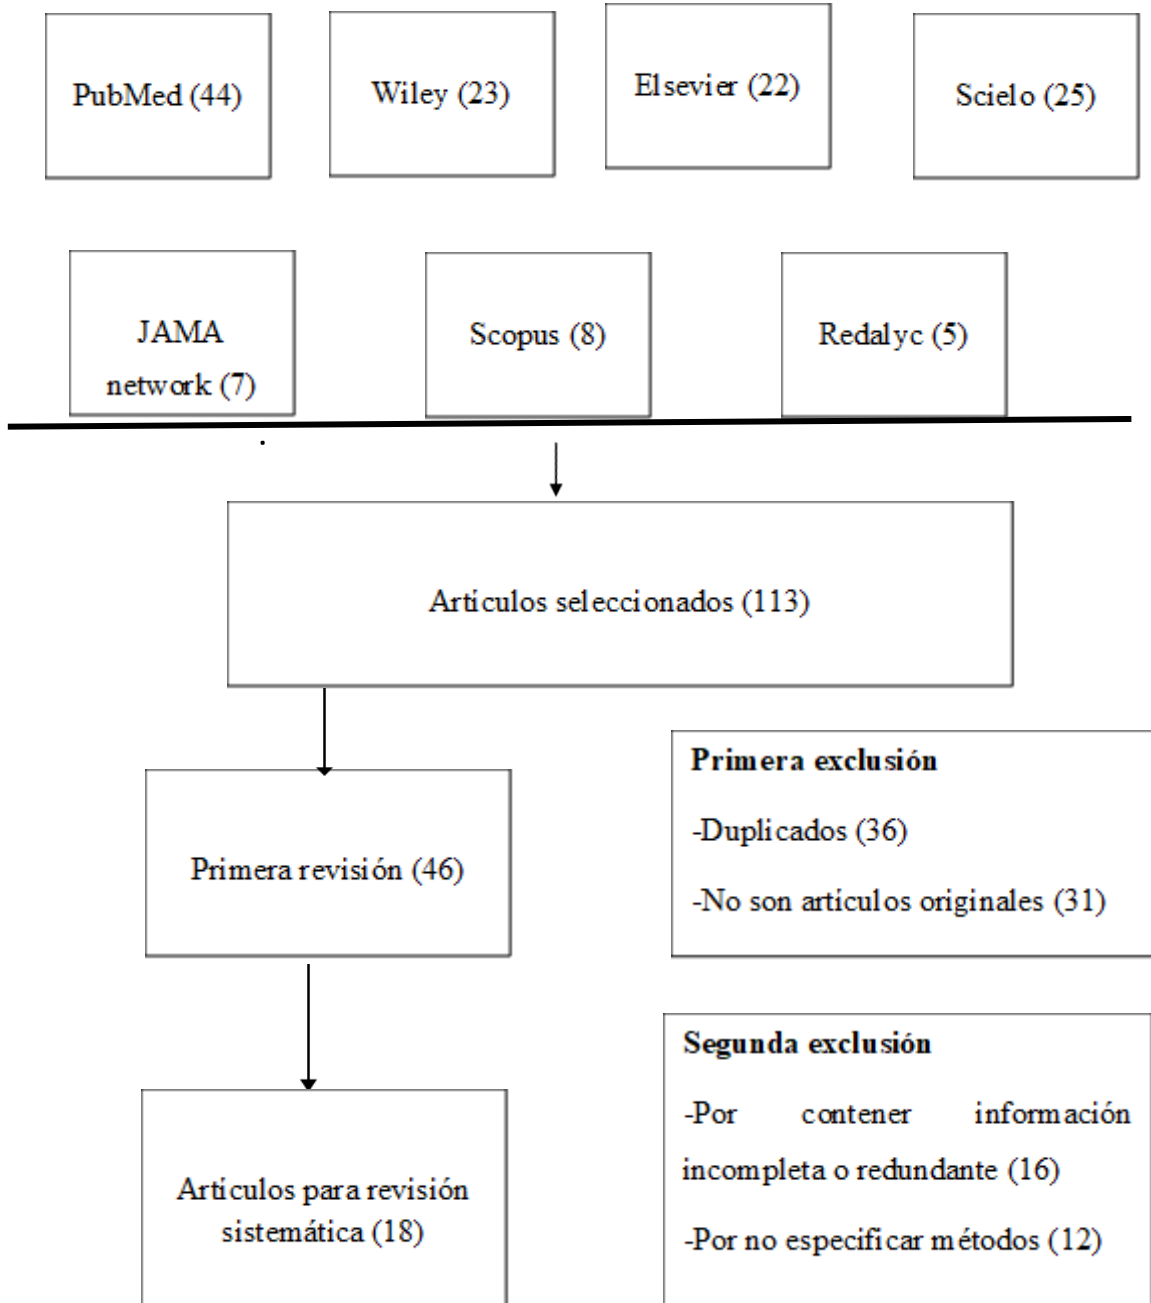 PubMed (44)
Wiley (23)
Elsevier (22)
Scielo (25)
JAMA
network (7)
Scopus (8)
Redalyc (5)
Artículos seleccionados (113)
Primera revisión (46)
Primera exclusión
-Duplicados (36)
-No son artículos originales (31)
Segunda exclusión
-Por contener información
incompleta o redundante (16)
-Por no especificar métodos (12)
Artículos para revisión
sistemática (18)